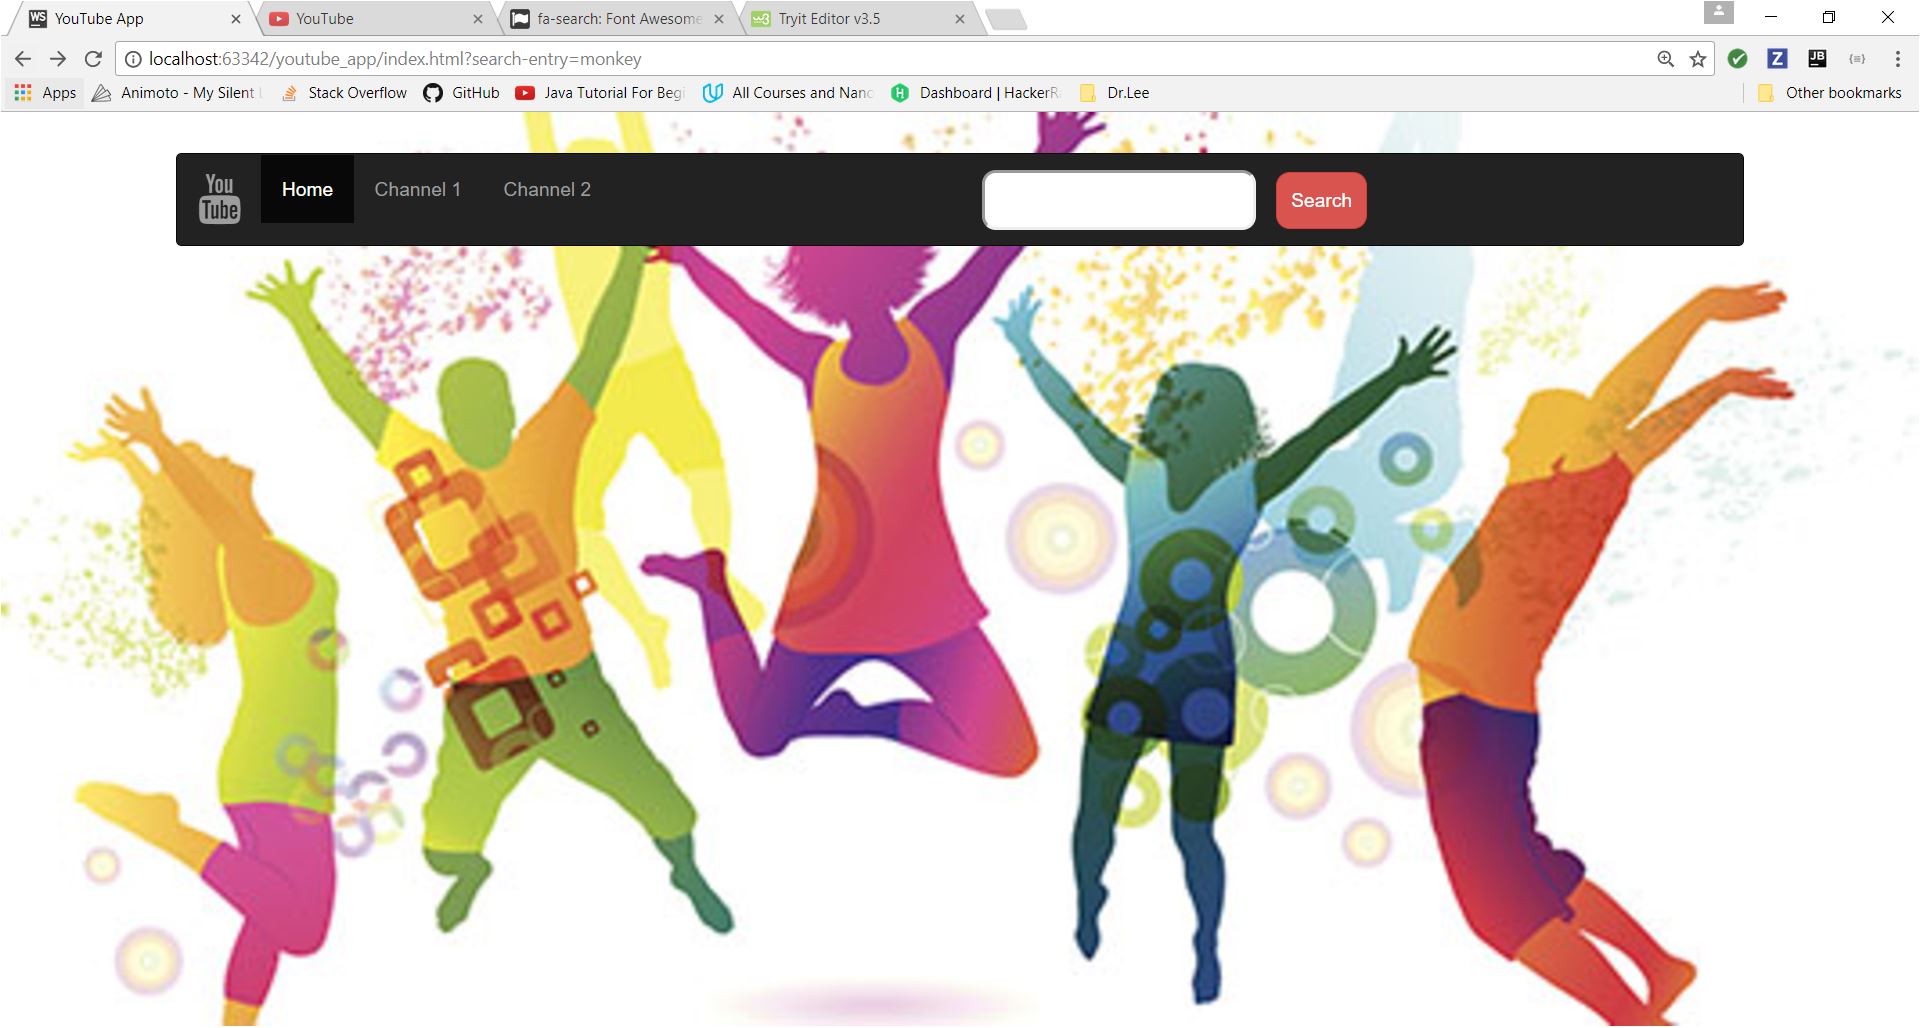 YouTube App
YouTube
fa-search: Font Awesome
Tryit Editor v3.5
localhost:63342/youtube_app/index.html?search-entry=monkey
Apps
Animoto - My Silent
Stack Overflow
GitHub
Java Tutorial For Begi
All Courses and Nano
Dashboard | HackerR
Dr.Lee
Other bookmarks
You
Tube
Home
Channel 1
Channel 2
Search